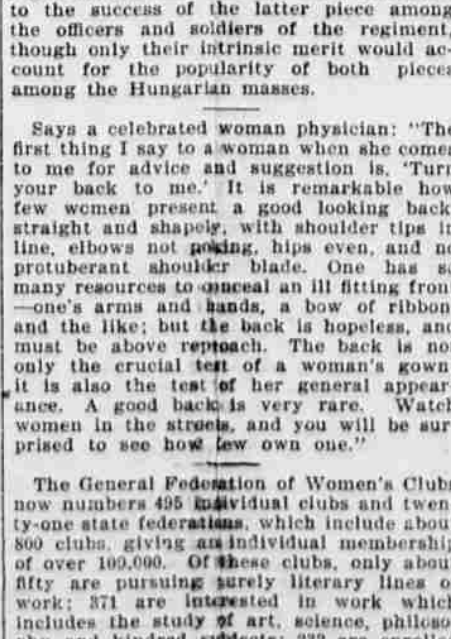 to the success of the latter piece among
the officers and soldiers of the regiment,
though only their intrinsic merit would ac-
count for the popularity of both pieces
among the Hungarian masses.
Says a celebrated woman physician: "The
first thing I say to a woman when she comes
to me for advice and suggestion is, 'Turn
your back to me.' It is remarkable how
few women present a good looking back,
straight and shapely, with shoulder tips in
line, elbows not poking, hips even, and no
protuberant shoulder blade. One has so
many resources to conceal an ill fitting front
—one's arms and hands, a bow of ribbon
and the like; but the back is hopeless, and
must be above reproach. The back is not
only the crucial test of a woman's gown,
it is also the test of her general appear-
ance. A good back is very rare. Watch
women in the streets, and you will be sur-
prised to see how few own one."
The General Federation of Women's Clubs
now numbers 495 individual clubs and twen-
ty-one state federations, which include about
800 clubs, giving an individual membership
of over 100,000. Of these clubs, only about
fifty are pursuing purely literary lines of
work; 371 are interested in work which
includes the study of art, science, philoso-
and kindred subjects;